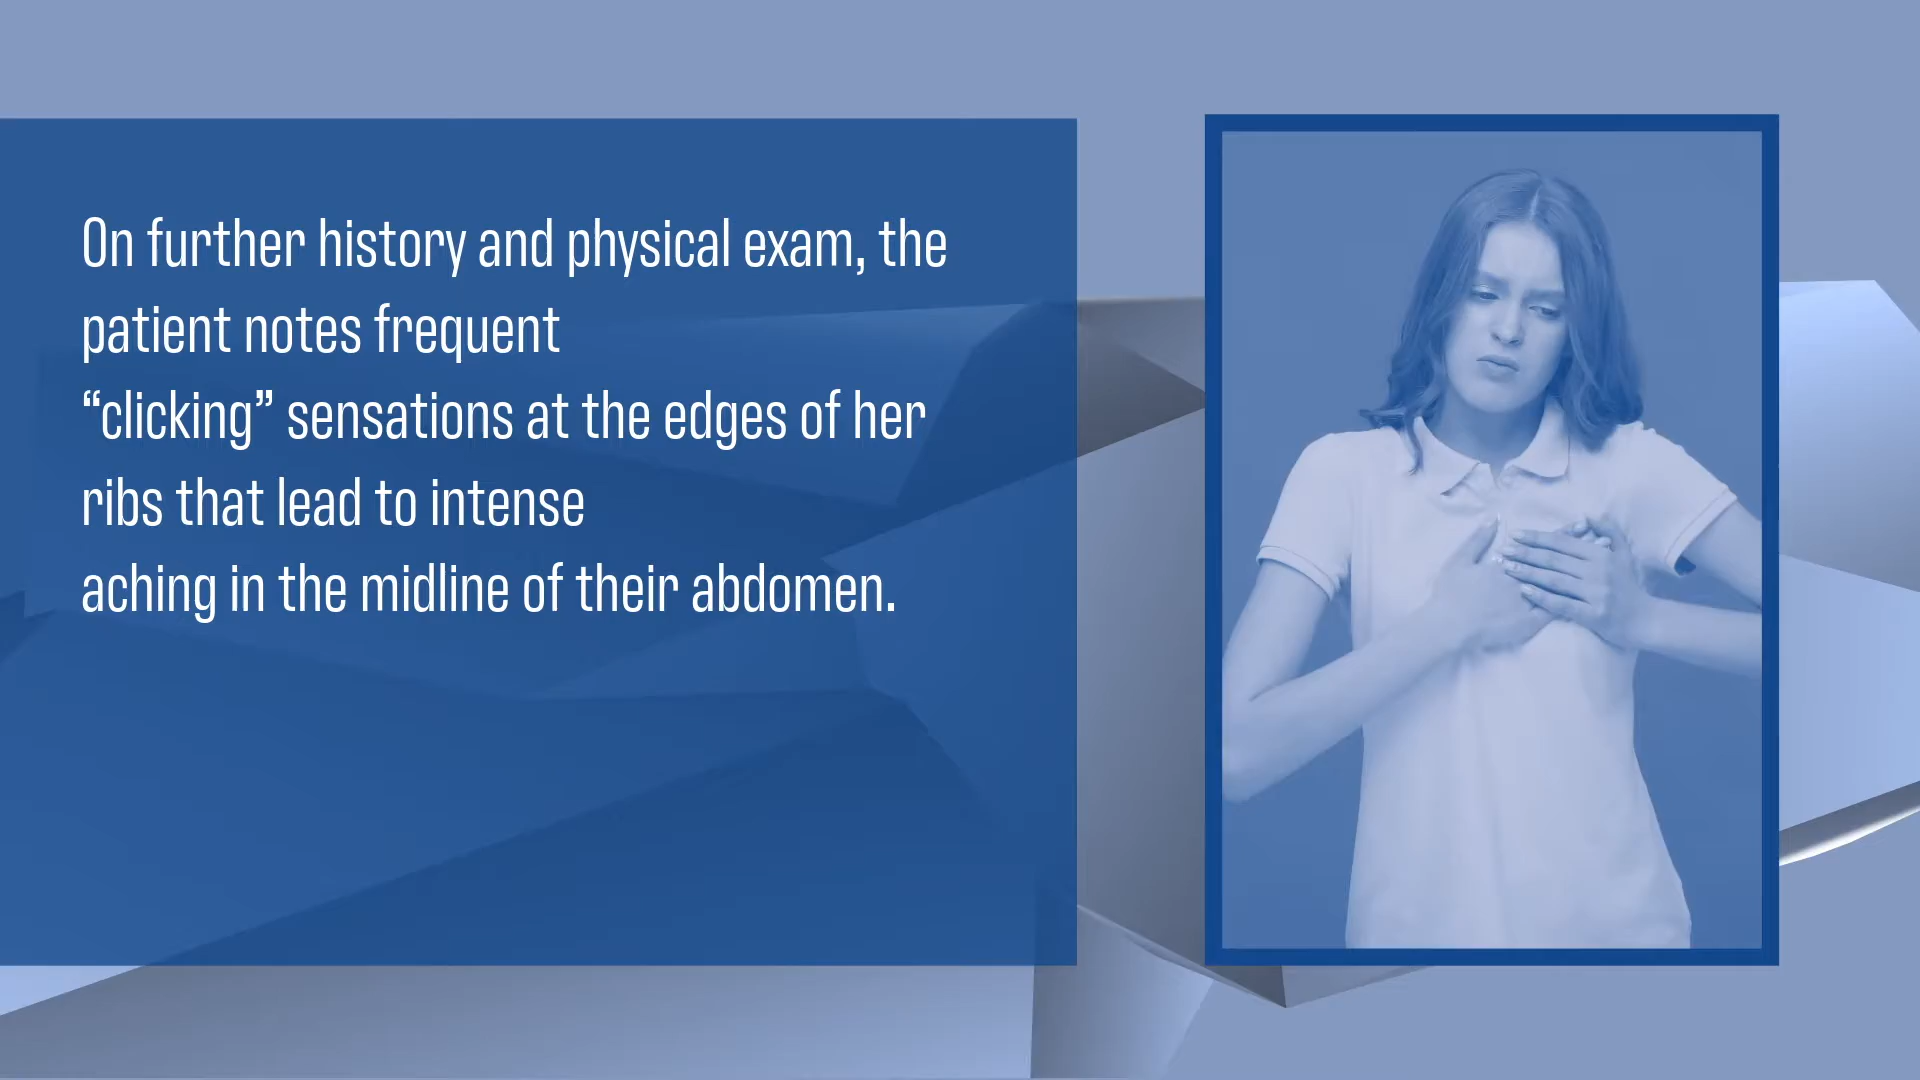 On further history and physical exam, the
patient notes frequent
“clicking” sensations at the edges of her
ribs that lead to intense
aching in the midline of their abdomen.